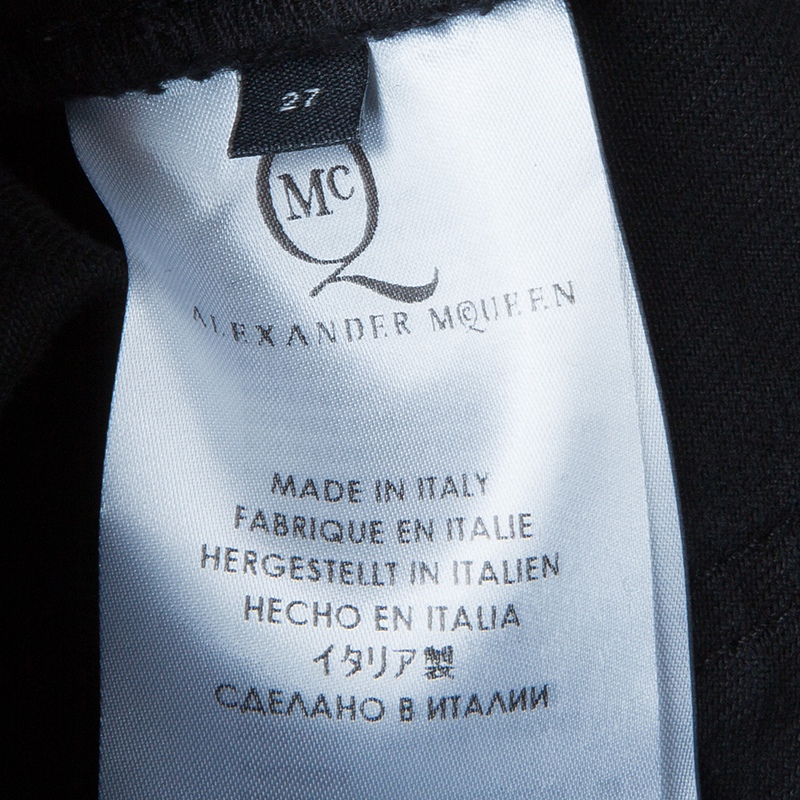 27
McQ
ALEXANDER MCQUEEN
MADE IN ITALY
FABRIQUE EN ITALIE
HERGESTELLT IN ITALIEN
HECHO EN ITALIA
イタリア製
СДЕЛАНО В ИТАЛИИ